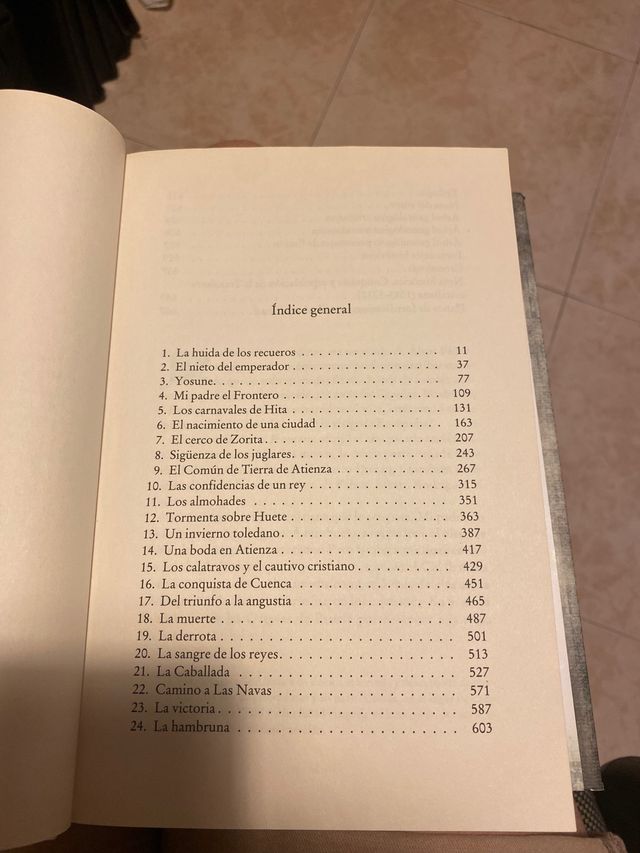 Índice general
1. La huida de los recueros . . . . . . . . . . . . . . . . 11
2. El nieto del emperador . . . . . . . . . . . . . . . . . 37
3. Yosune. . . . . . . . . . . . . . . . . . . . . . . . . . 77
4. Mi padre el Frontero . . . . . . . . . . . . . . . . . . 109
5. Los carnavales de Hita . . . . . . . . . . . . . . . . . 131
6. El nacimiento de una ciudad . . . . . . . . . . . . . . 163
7. El cerco de Zorita . . . . . . . . . . . . . . . . . . . 207
8. Sigüenza de los juglares. . . . . . . . . . . . . . . . . 243
9. El Común de Tierra de Atienza . . . . . . . . . . . . . 267
10. Las confidencias de un rey . . . . . . . . . . . . . . . 315
11. Los almohades . . . . . . . . . . . . . . . . . . . . . 351
12. Tormenta sobre Huete . . . . . . . . . . . . . . . . . 363
13. Un invierno toledano . . . . . . . . . . . . . . . . . . 387
14. Una boda en Atienza . . . . . . . . . . . . . . . . . . 417
15. Los calatravos y el cautivo cristiano . . . . . . . . . . 429
16. La conquista de Cuenca . . . . . . . . . . . . . . . . 451
17. Del triunfo a la angustia . . . . . . . . . . . . . . . . 465
18. La muerte . . . . . . . . . . . . . . . . . . . . . . . 487
19. La derrota . . . . . . . . . . . . . . . . . . . . . . . 501
20. La sangre de los reyes. . . . . . . . . . . . . . . . . . 513
21. La Caballada . . . . . . . . . . . . . . . . . . . . . . 527
22. Camino a Las Navas . . . . . . . . . . . . . . . . . . 571
23. La victoria . . . . . . . . . . . . . . . . . . . . . . . 587
24. La hambruna . . . . . . . . . . . . . . . . . . . . . . 603